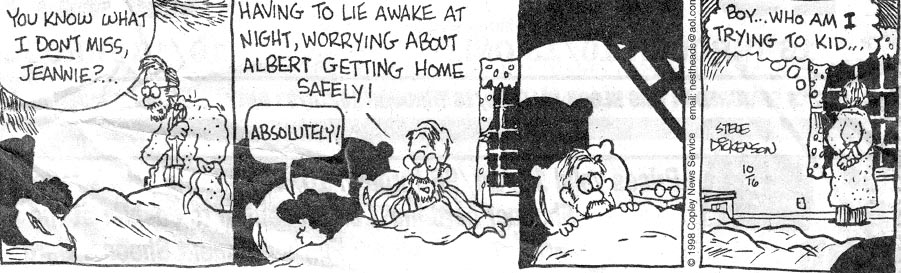 YOU KNOW WHAT
I DON'T MISS,
JEANNIE?...
HAVING TO LIE AWAKE AT
NIGHT, WORRYING ABOUT
ALBERT GETTING HOME
SAFELY!
ABSOLUTELY!
© 1998 Copley News Service email: nestheads@aol.com
BOY...WHO AM I
TRYING TO KID...
STEVE
DICKENSON
10
16